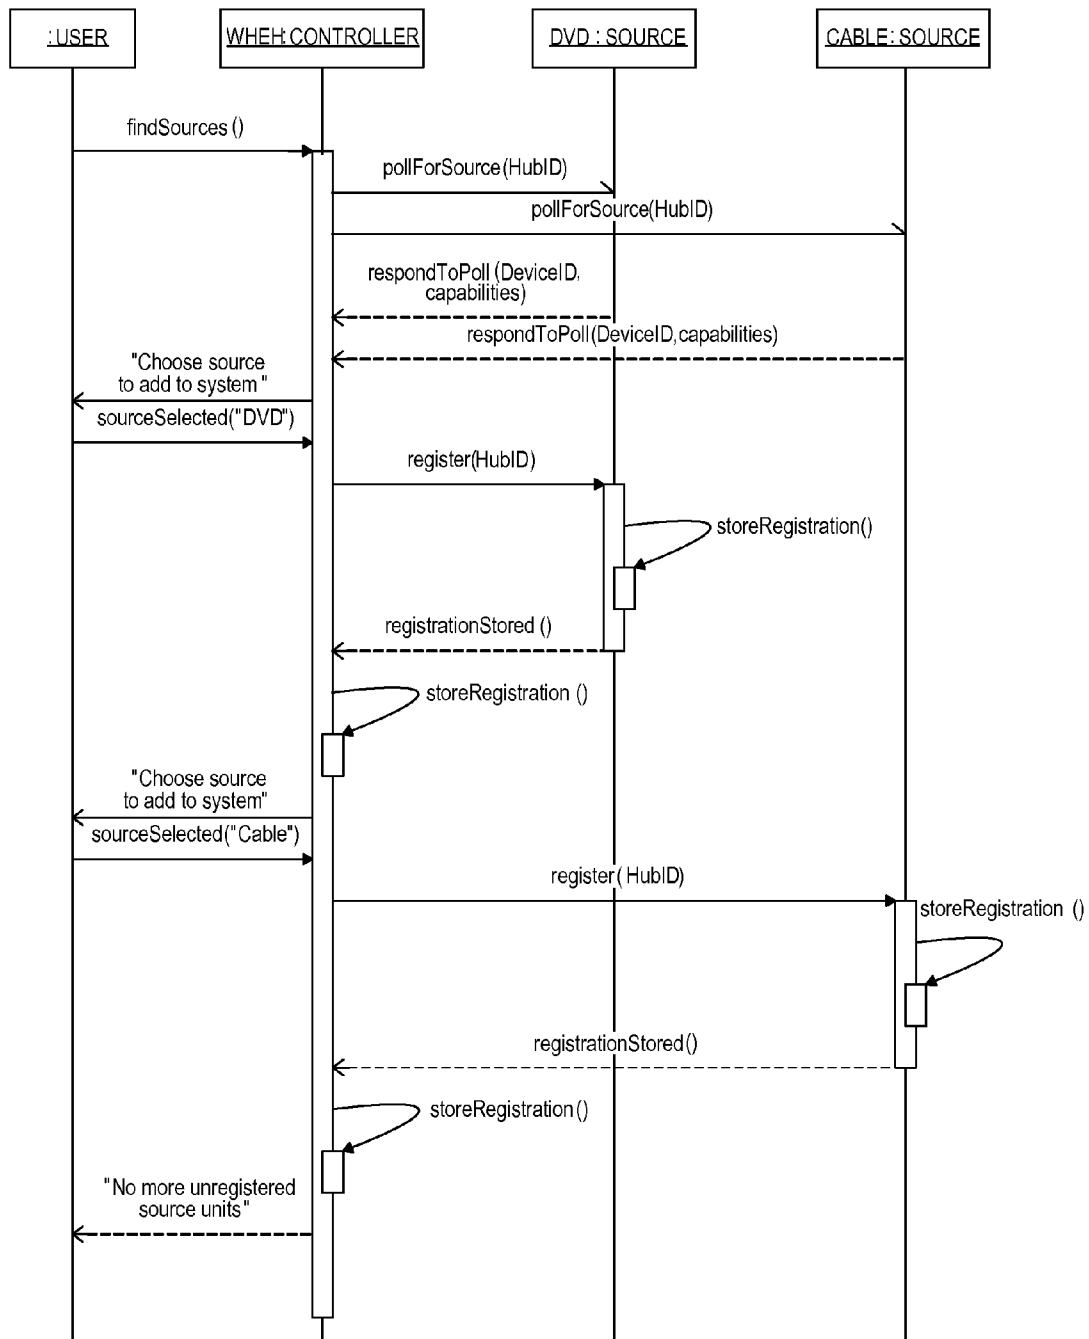 : USER
WHEH: CONTROLLER
DVD : SOURCE
CABLE: SOURCE
findSources ()
pollForSource(HubID)
pollForSource(HubID)
respondToPoll (DeviceID,
capabilities)
respondToPoll(DeviceID,capabilities)
"Choose source
to add to system "
sourceSelected("DVD")
register(HubID)
storeRegistration()
registrationStored ()
storeRegistration ()
"Choose source
to add to system"
sourceSelected("Cable")
register( HubID)
storeRegistration ()
registrationStored()
storeRegistration()
"No more unregistered
source units"